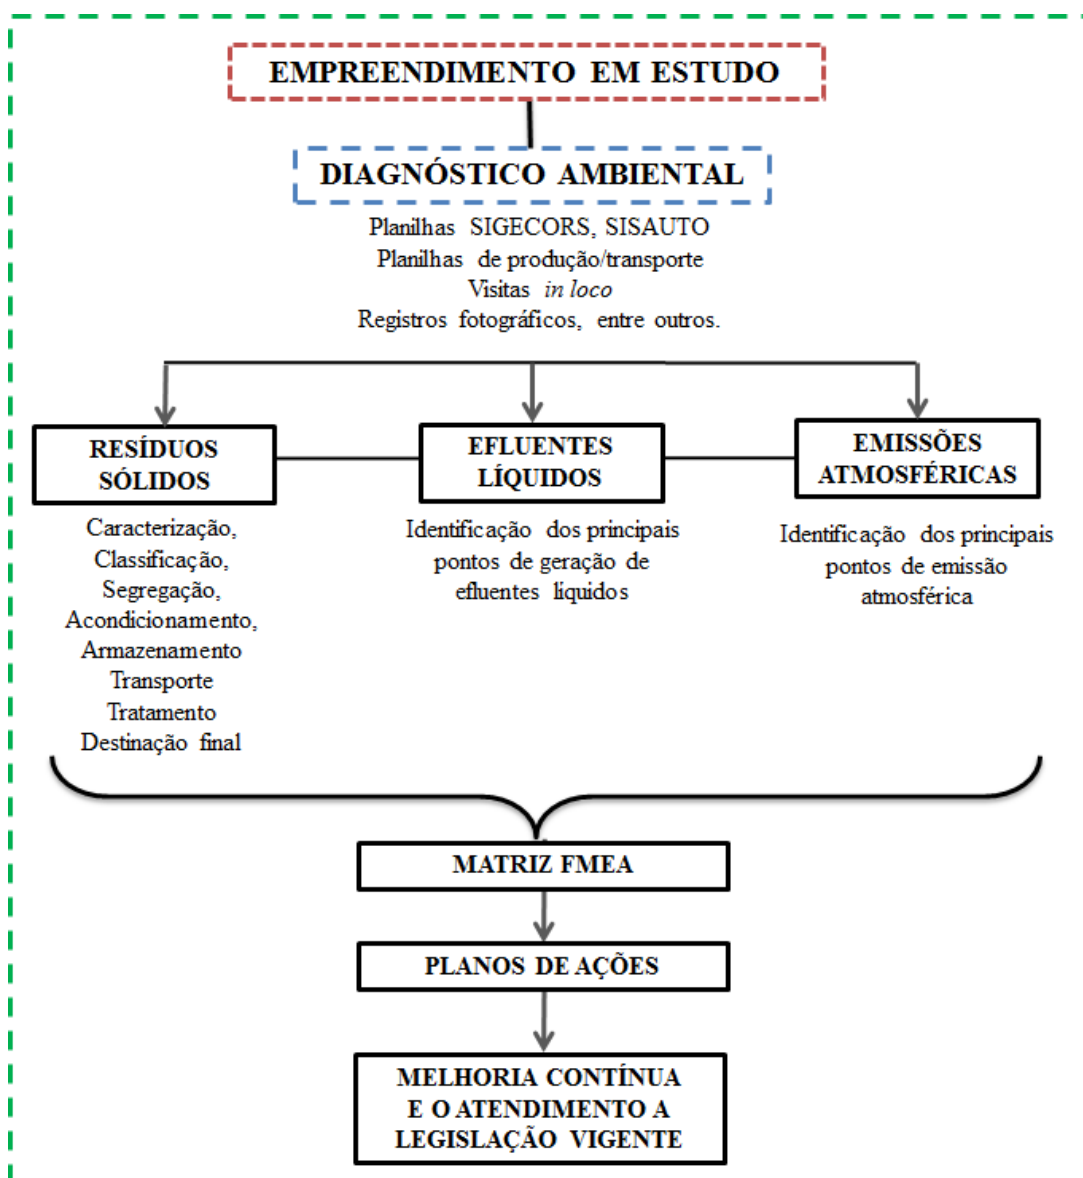 EMPREENDIMENTO EM ESTUDO
DIAGNÓSTICO AMBIENTAL
Planilhas SIGECORS, SISAUTO
Planilhas de produção/transporte
Visitas in loco
Registros fotográficos, entre outros.
RESÍDUOS
SÓLIDOS
Caracterização,
Classificação,
Segregação,
Acondicionamento,
Armazenamento
Transporte
Tratamento
Destinação final
EFLUENTES
LÍQUIDOS
Identificação dos principais
pontos de geração de
efluentes líquidos
EMISSÕES
ATMOSFÉRICAS
Identificação dos principais
pontos de emissão
atmosférica
MATRIZ FMEA
PLANOS DE AÇÕES
MELHORIA CONTÍNUA
E O ATENDIMENTO A
LEGISLAÇÃO VIGENTE